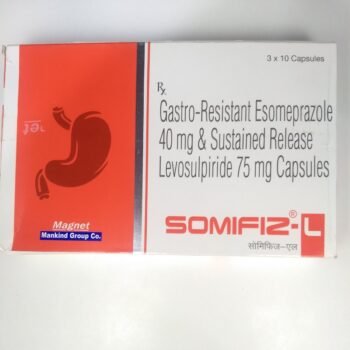 3 x 10 Capsules
Rx
Gastro-Resistant Esomeprazole
40 mg & Sustained Release
Levosulpiride 75 mg Capsules
SOMIFIZ®-L
सोमिफिज-एल
Magnet
Mankind Group Co.